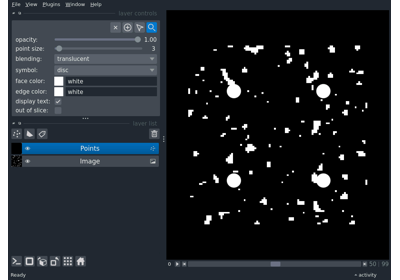 File View Plugins Window Help
layer controls
opacity: 1.00
point size: 3
blending: translucent
symbol: disc
face color: white
edge color: white
display text:
out of slice:
layer list
Points
Image
50 99
Ready
activity